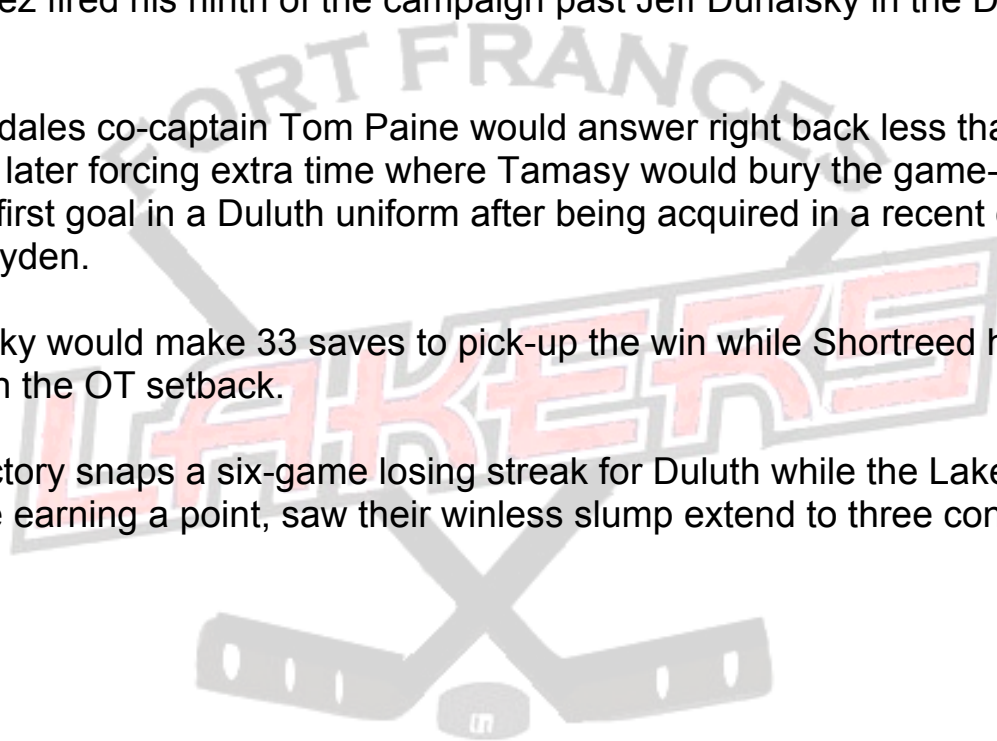 ez fired his ninth of the campaign past Jeff Dunalsky in the D
FORT FRANCES
dales co-captain Tom Paine would answer right back less tha
later forcing extra time where Tamasy would bury the game-
first goal in a Duluth uniform after being acquired in a recent
yden.
ky would make 33 saves to pick-up the win while Shortreed h
n the OT setback.
LAKERS
ctory snaps a six-game losing streak for Duluth while the Lake
e earning a point, saw their winless slump extend to three con